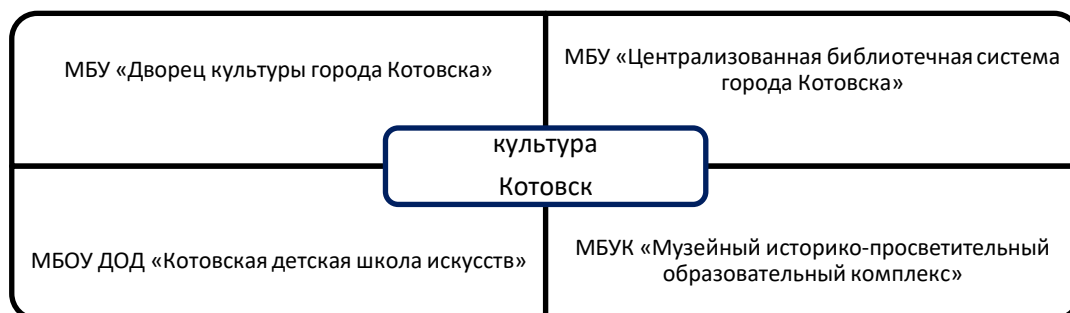 МБУ «Дворец культуры города Котовска»
МБУ «Централизованная библиотечная система
города Котовска»
культура
Котовск
МБОУ ДОД «Котовская детская школа искусств»
МБУК «Музейный историко-просветительный
образовательный комплекс»